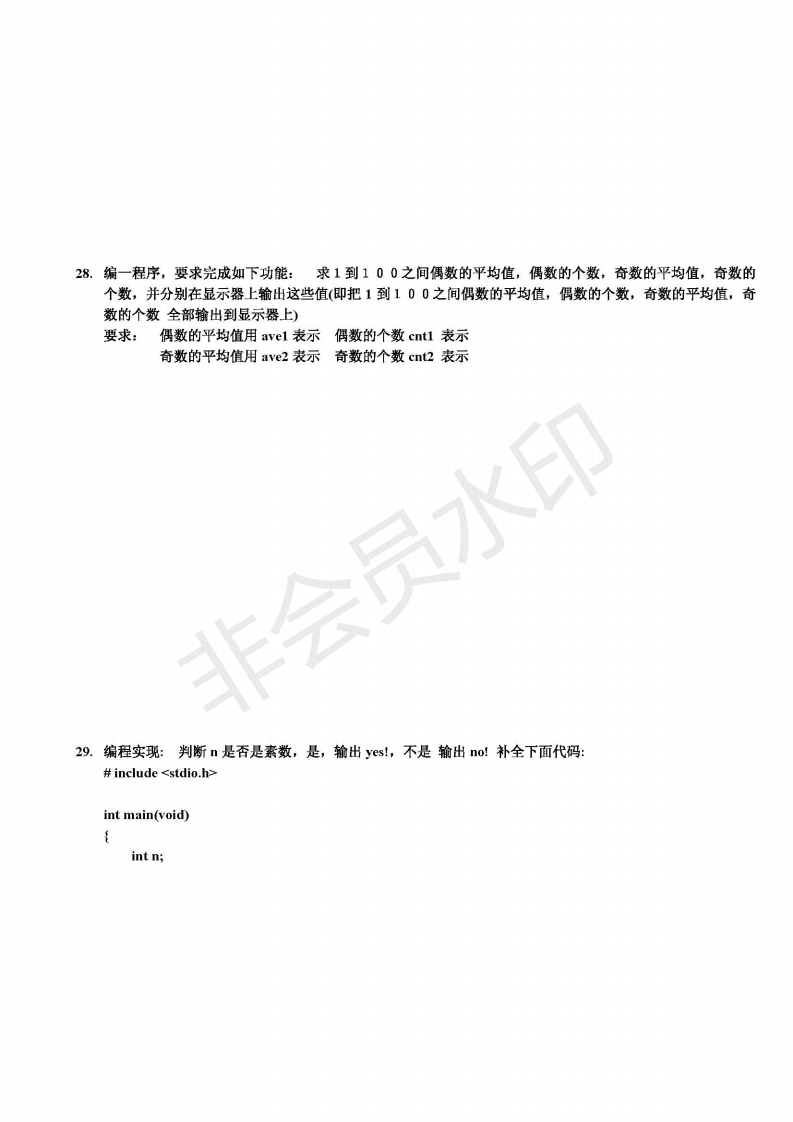 28. 编一程序，要求完成如下功能： 求１到１００之间偶数的平均值，偶数的个数，奇数的平均值，奇数的
个数，并分别在显示器上输出这些值(即把 1 到１００之间偶数的平均值，偶数的个数，奇数的平均值，奇
数的个数 全部输出到显示器上)
要求： 偶数的平均值用 ave1 表示 偶数的个数 cnt1 表示
奇数的平均值用 ave2 表示 奇数的个数 cnt2 表示
非会员水印
29. 编程实现: 判断 n 是否是素数，是，输出 yes!，不是 输出 no! 补全下面代码:
# include <stdio.h>
int main(void)
{
int n;